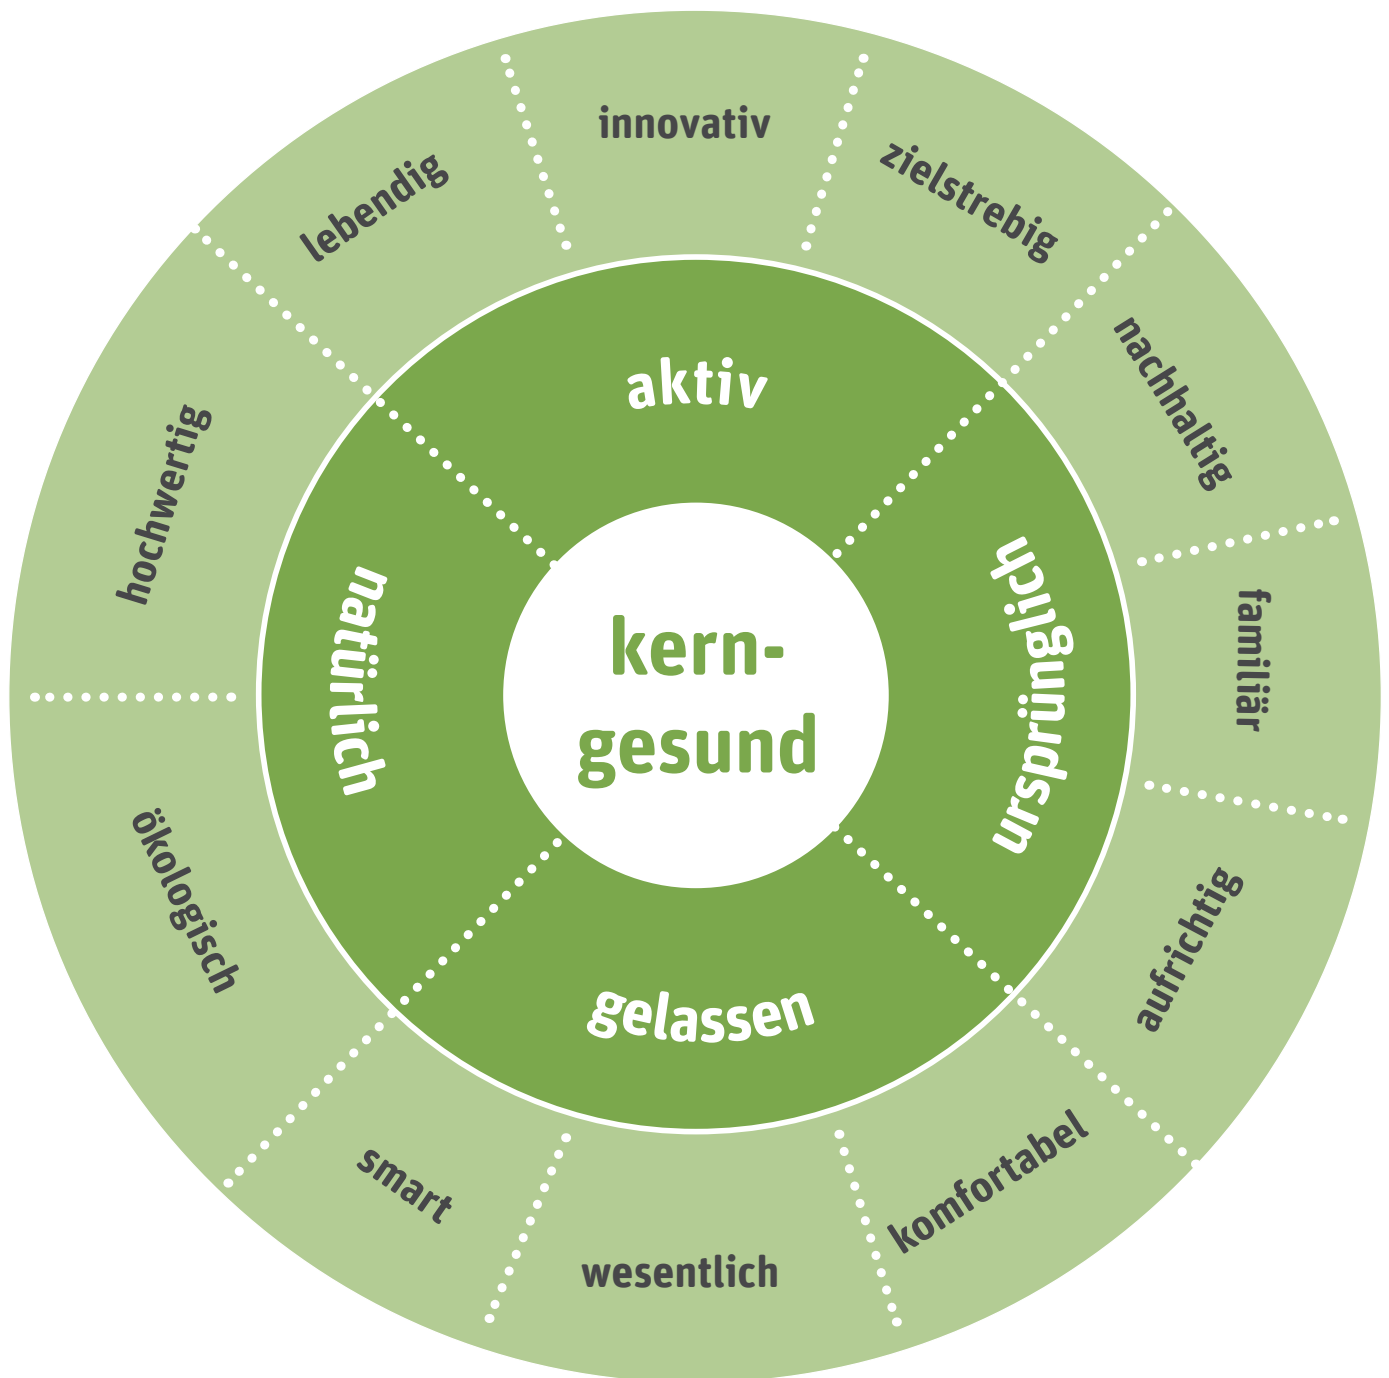 innovativ
zielstrebig
nachhaltig
familiär
aufrichtig
komfortabel
wesentlich
smart
ökologisch
hochwertig
lebendig
aktiv
ursprünglich
gelassen
natürlich
kern-
gesund